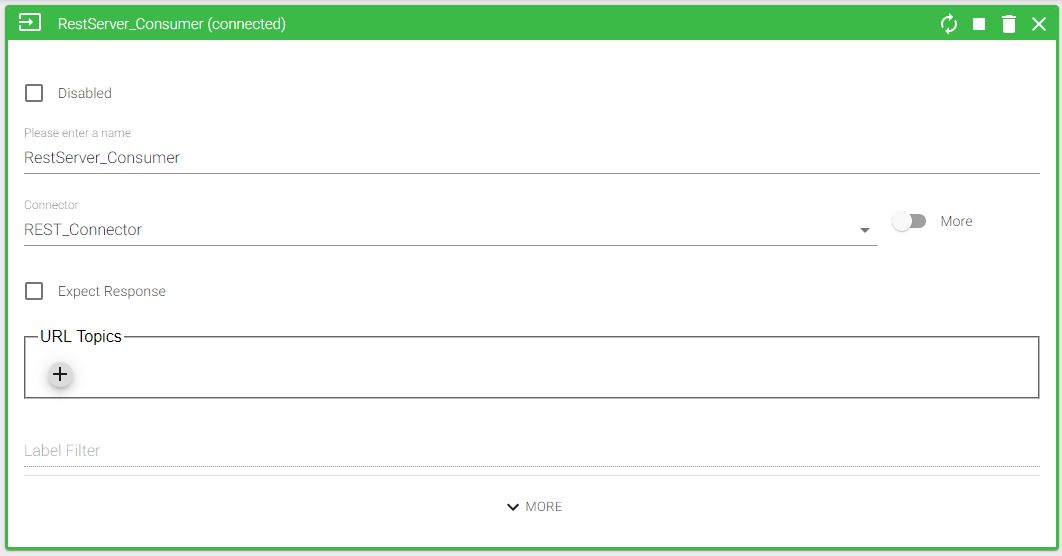 RestServer_Consumer (connected)
Disabled
Please enter a name
RestServer_Consumer
Connector
REST_Connector
More
Expect Response
URL Topics
Label Filter
MORE